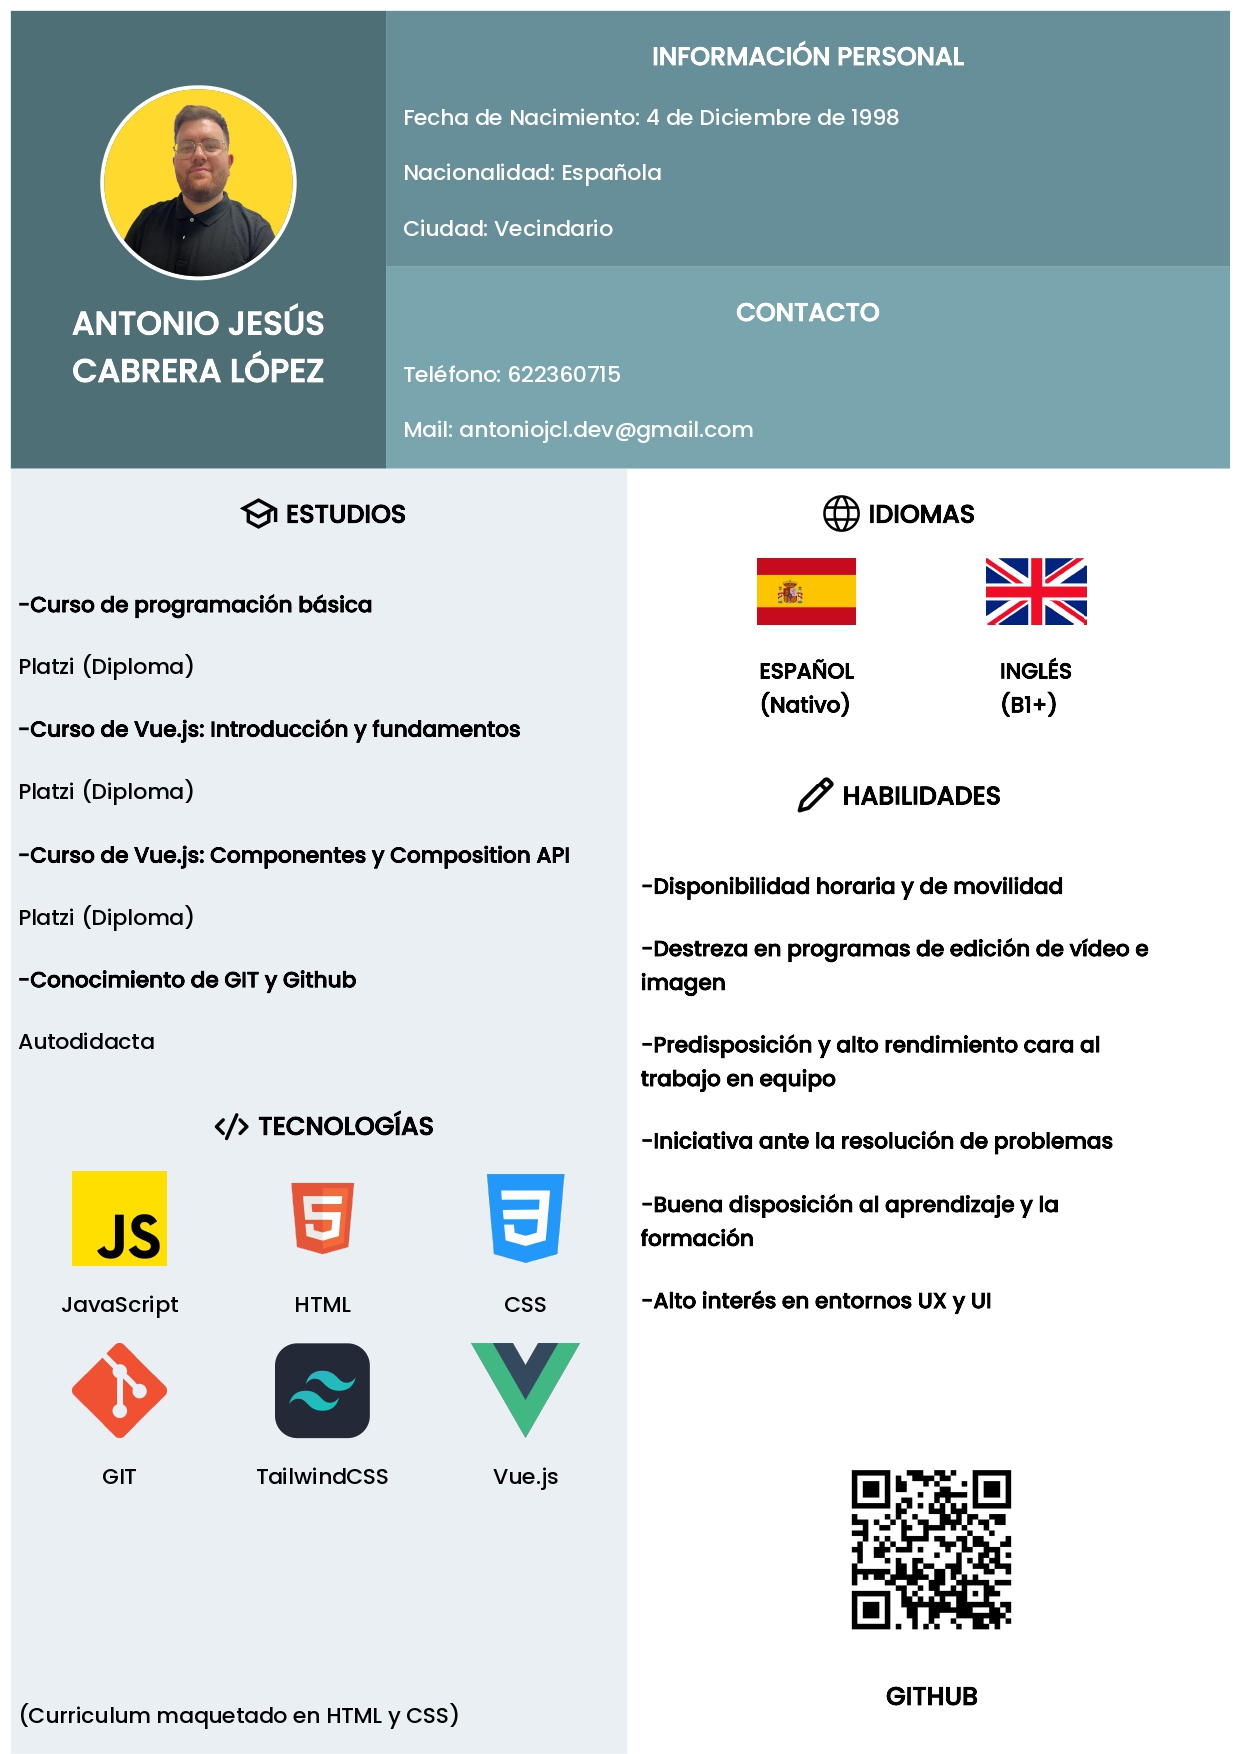 ANTONIO JESÚS
CABRERA LÓPEZ
INFORMACIÓN PERSONAL
Fecha de Nacimiento: 4 de Diciembre de 1998
Nacionalidad: Española
Ciudad: Vecindario
CONTACTO
Teléfono: 622360715
Mail: antoniojcl.dev@gmail.com
ESTUDIOS
-Curso de programación básica
Platzi (Diploma)
-Curso de Vue.js: Introducción y fundamentos
Platzi (Diploma)
-Curso de Vue.js: Componentes y Composition API
Platzi (Diploma)
-Conocimiento de GIT y Github
Autodidacta
TECNOLOGÍAS
JS
JavaScript
HTML
CSS
GIT
TailwindCSS
Vue.js
(Curriculum maquetado en HTML y CSS)
IDIOMAS
ESPAÑOL
(Nativo)
INGLÉS
(B1+)
HABILIDADES
-Disponibilidad horaria y de movilidad
-Destreza en programas de edición de vídeo e
imagen
-Predisposición y alto rendimiento cara al
trabajo en equipo
-Iniciativa ante la resolución de problemas
-Buena disposición al aprendizaje y la
formación
-Alto interés en entornos UX y UI
GITHUB